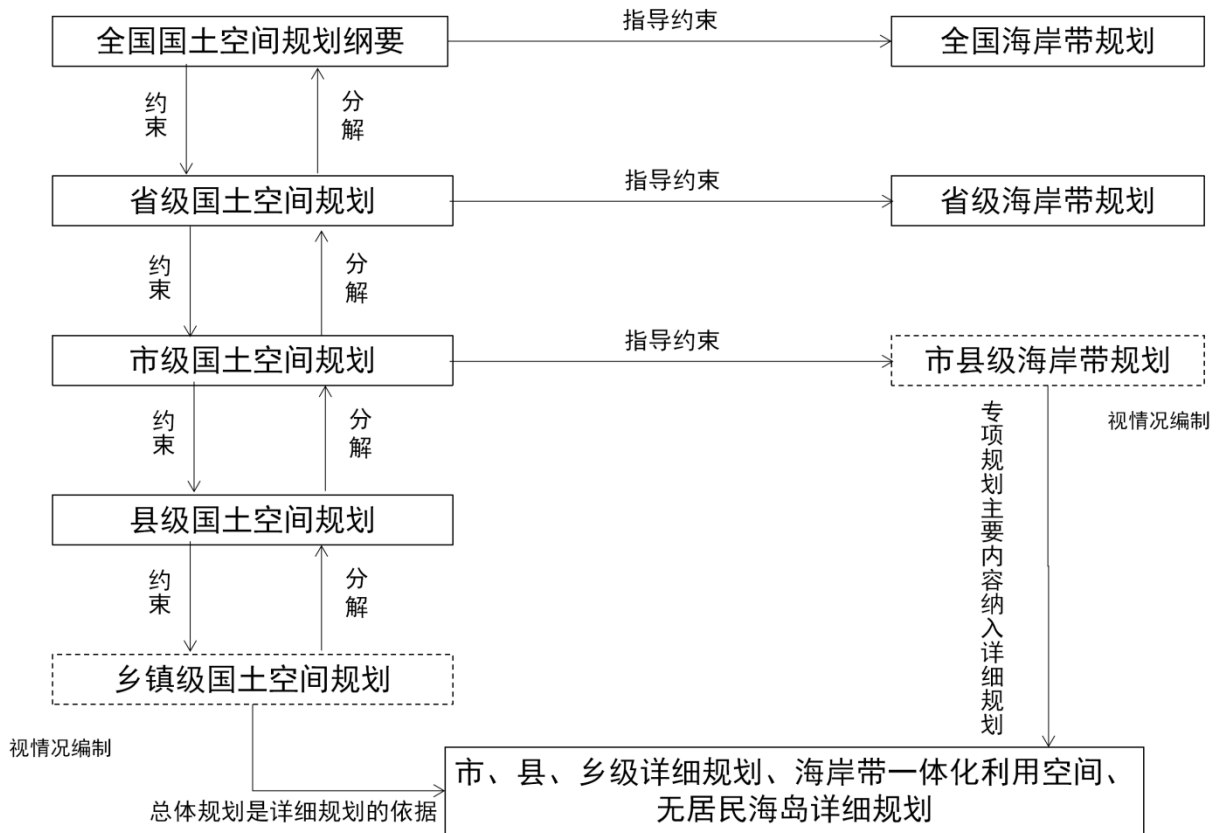 全国国土空间规划纲要
指导约束
全国海岸带规划
约束
分解
省级国土空间规划
指导约束
省级海岸带规划
约束
分解
市级国土空间规划
指导约束
市县级海岸带规划
视情况编制
约束
分解
专项规划主要内容纳入详细规划
县级国土空间规划
约束
分解
乡镇级国土空间规划
视情况编制
总体规划是详细规划的依据
市、县、乡级详细规划、海岸带一体化利用空间、
无居民海岛详细规划